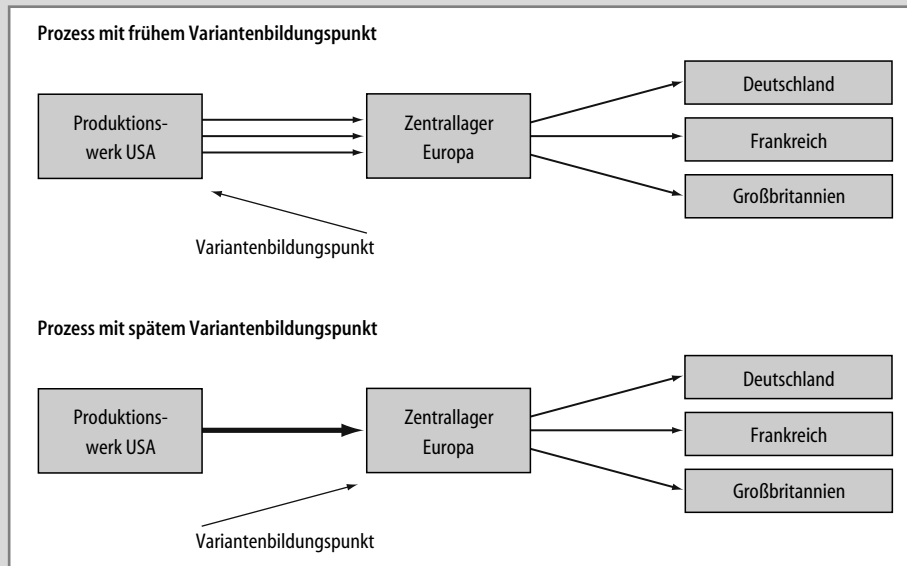 Prozess mit frühem Variantenbildungspunkt
Produktions-
werk USA
Zentrallager
Europa
Deutschland
Frankreich
Großbritannien
Variantenbildungspunkt
Prozess mit spätem Variantenbildungspunkt
Produktions-
werk USA
Zentrallager
Europa
Deutschland
Frankreich
Großbritannien
Variantenbildungspunkt